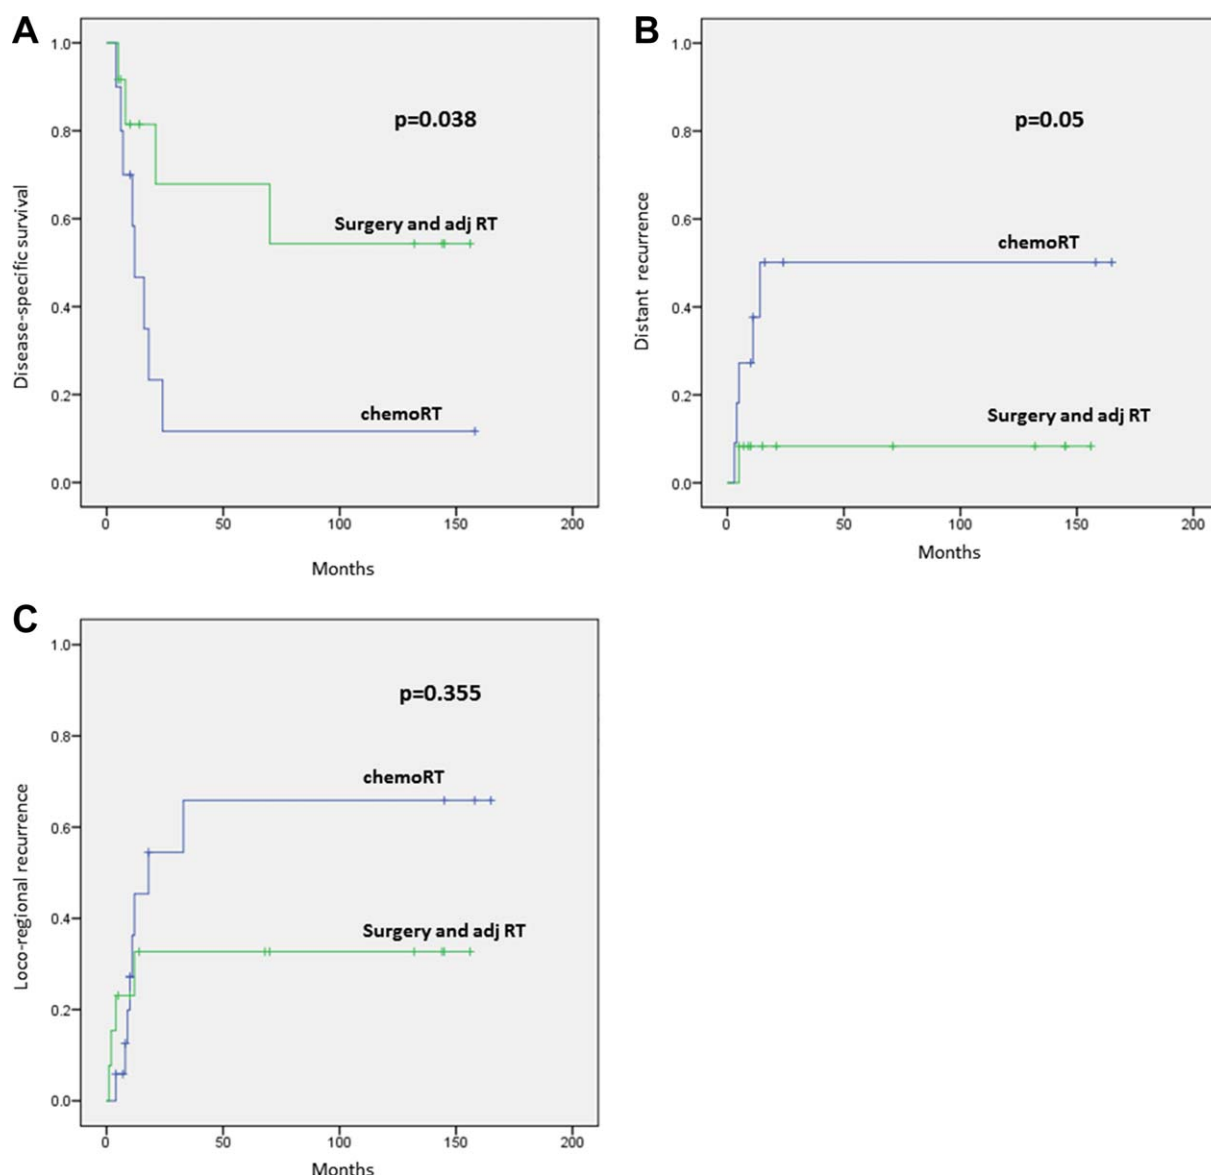 A
Disease-specific survival
1.0
0.8
0.6
0.4
0.2
0.0
p=0.038
Surgery and adj RT
chemoRT
0 50 100 150 200
Months
B
Distant recurrence
1.0
0.8
0.6
0.4
0.2
0.0
p=0.05
chemoRT
Surgery and adj RT
0 50 100 150 200
Months
C
Loco-regional recurrence
1.0
0.8
0.6
0.4
0.2
0.0
p=0.355
chemoRT
Surgery and adj RT
0 50 100 150 200
Months